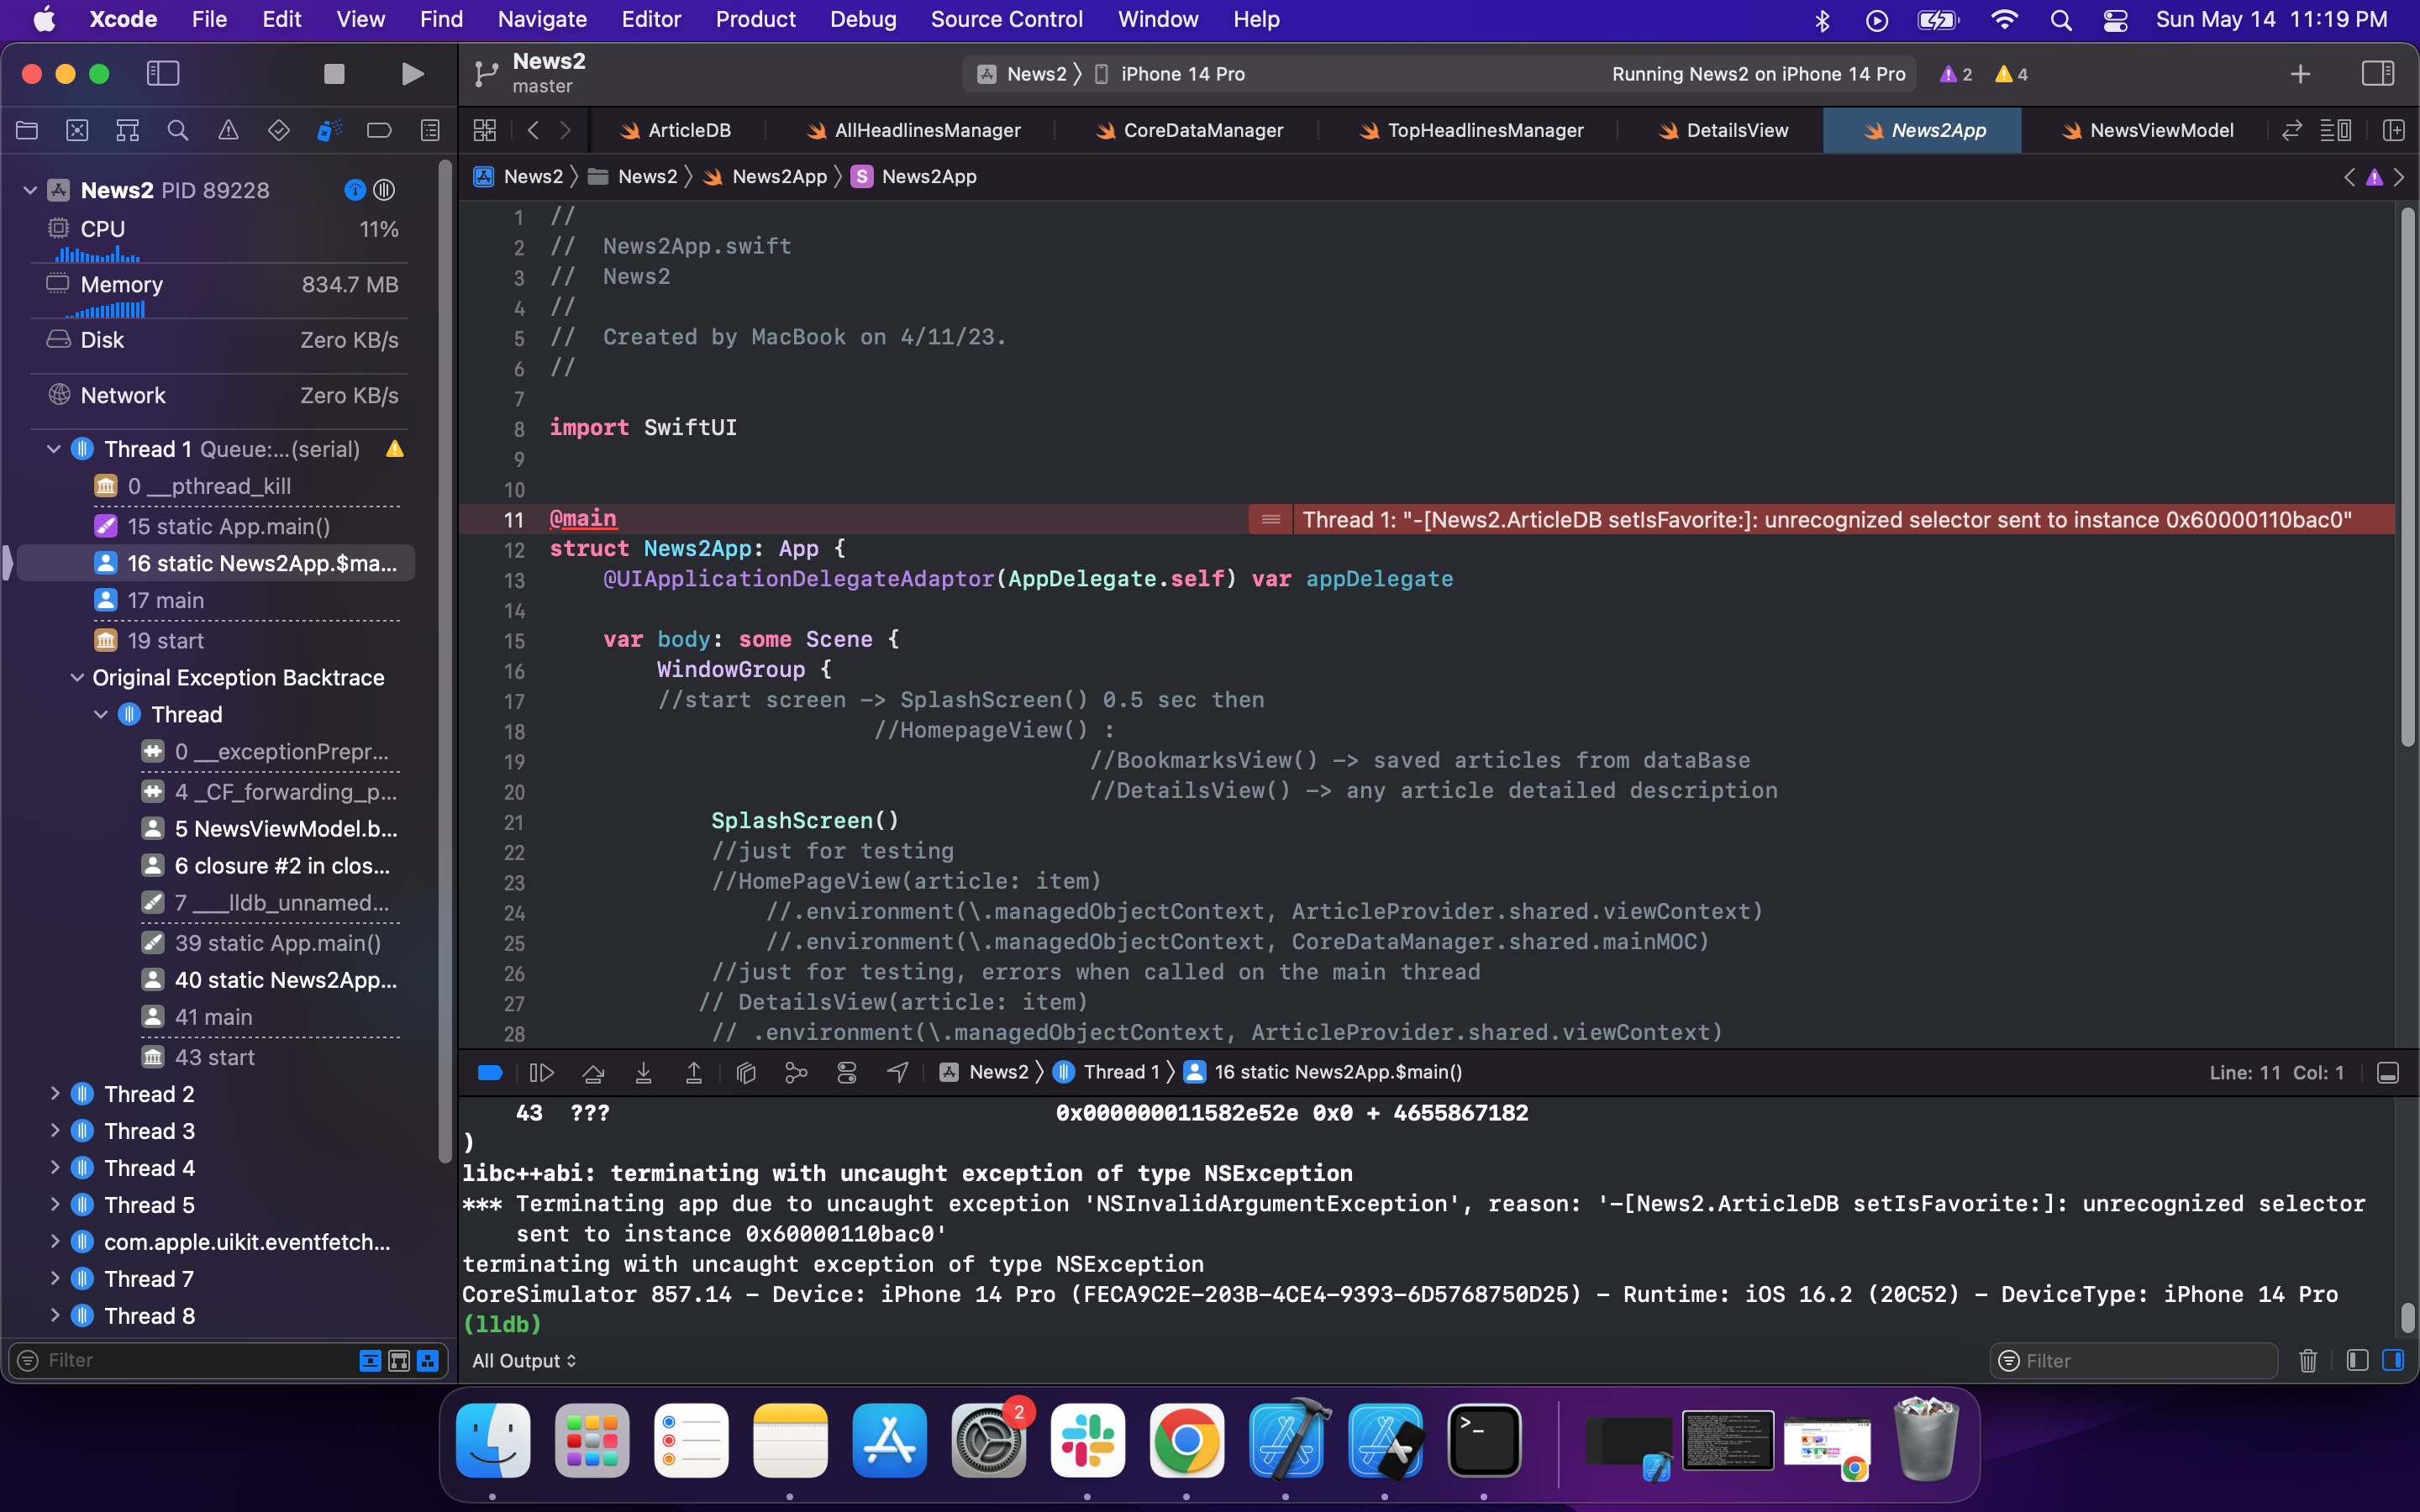 Xcode File Edit View Find Navigate Editor Product Debug Source Control Window Help Sun May 14 11:19 PM
News2
master
News2 iPhone 14 Pro Running News2 on iPhone 14 Pro 2 4
ArticleDB AllHeadlinesManager CoreDataManager TopHeadlinesManager DetailsView News2App NewsViewModel
News2 News2 News2App S News2App
News2 PID 89228
CPU 11%
Memory 834.7 MB
Disk Zero KB/s
Network Zero KB/s
Thread 1 Queue:...(serial)
0 __pthread_kill
15 static App.main()
16 static News2App.$ma...
17 main
19 start
Original Exception Backtrace
Thread
0 __exceptionPrepr...
4 _CF_forwarding_p...
5 NewsViewModel.b...
6 closure #2 in clos...
7 ___lldb_unnamed...
39 static App.main()
40 static News2App...
41 main
43 start
Thread 2
Thread 3
Thread 4
Thread 5
com.apple.uikit.eventfetch...
Thread 7
Thread 8
Filter
1 //
2 //  News2App.swift
3 //  News2
4 //
5 //  Created by MacBook on 4/11/23.
6 //
7
8 import SwiftUI
9
10
11 @main Thread 1: "-[News2.ArticleDB setIsFavorite:]: unrecognized selector sent to instance 0x60000110bac0"
12 struct News2App: App {
13 @UIApplicationDelegateAdaptor(AppDelegate.self) var appDelegate
14
15 var body: some Scene {
16 WindowGroup {
17 //start screen -> SplashScreen() 0.5 sec then
18 //HomepageView() :
19 //BookmarksView() -> saved articles from dataBase
20 //DetailsView() -> any article detailed description
21 SplashScreen()
22 //just for testing
23 //HomePageView(article: item)
24 //.environment(\.managedObjectContext, ArticleProvider.shared.viewContext)
25 //.environment(\.managedObjectContext, CoreDataManager.shared.mainMOC)
26 //just for testing, errors when called on the main thread
27 // DetailsView(article: item)
28 // .environment(\.managedObjectContext, ArticleProvider.shared.viewContext)
News2 Thread 1 16 static News2App.$main() Line: 11 Col: 1
43 ??? 0x000000011582e52e 0x0 + 4655867182
)
libc++abi: terminating with uncaught exception of type NSException
*** Terminating app due to uncaught exception 'NSInvalidArgumentException', reason: '-[News2.ArticleDB setIsFavorite:]: unrecognized selector
sent to instance 0x60000110bac0'
terminating with uncaught exception of type NSException
CoreSimulator 857.14 - Device: iPhone 14 Pro (FECA9C2E-203B-4CE4-9393-6D5768750D25) - Runtime: iOS 16.2 (20C52) - DeviceType: iPhone 14 Pro
(lldb)
All Output Filter
2